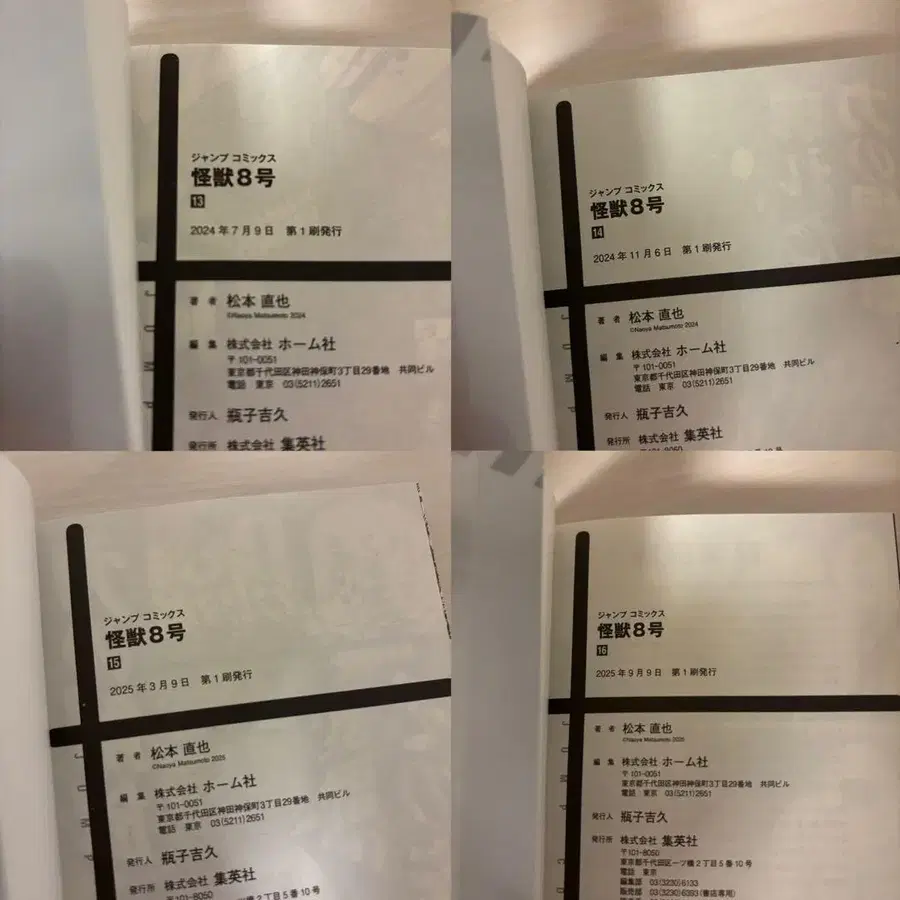 ジャンプ コミックス
怪獣8号
13
2024年7月9日 第1刷発行
著者 松本 直也
©Naoya Matsumoto 2024
編集 株式会社 ホーム社
〒101-0051
東京都千代田区神田神保町3丁目29番地 共同ビル
電話 東京 03(5211)2651
発行人 瓶子吉久
発行所 株式会社 集英社
J U M P
ジャンプ コミックス
怪獣8号
14
2024年11月6日 第1刷発行
著者 松本 直也
©Naoya Matsumoto 2024
編集 株式会社 ホーム社
〒101-0051
東京都千代田区神田神保町3丁目29番地 共同ビル
電話 東京 03(5211)2651
発行人 瓶子吉久
発行所 株式会社 集英社
J U M P
ジャンプ コミックス
怪獣8号
15
2025年3月9日 第1刷発行
著者 松本 直也
©Naoya Matsumoto 2025
編集 株式会社 ホーム社
〒101-0051
東京都千代田区神田神保町3丁目29番地 共同ビル
電話 東京 03(5211)2651
発行人 瓶子吉久
発行所 株式会社 集英社
〒101-8050
2丁目5番10号
J U M P
ジャンプ コミックス
怪獣8号
16
2025年9月9日 第1刷発行
著者 松本 直也
©Naoya Matsumoto 2025
編集 株式会社 ホーム社
〒101-0051
東京都千代田区神田神保町3丁目29番地 共同ビル
電話 東京 03(5211)2651
発行人 瓶子吉久
発行所 株式会社 集英社
〒101-8050
東京都千代田区一ツ橋2丁目5番10号
電話 東京
編集部 03(3230)6133
販売部 03(3230)6393(書店専用)
J U M P